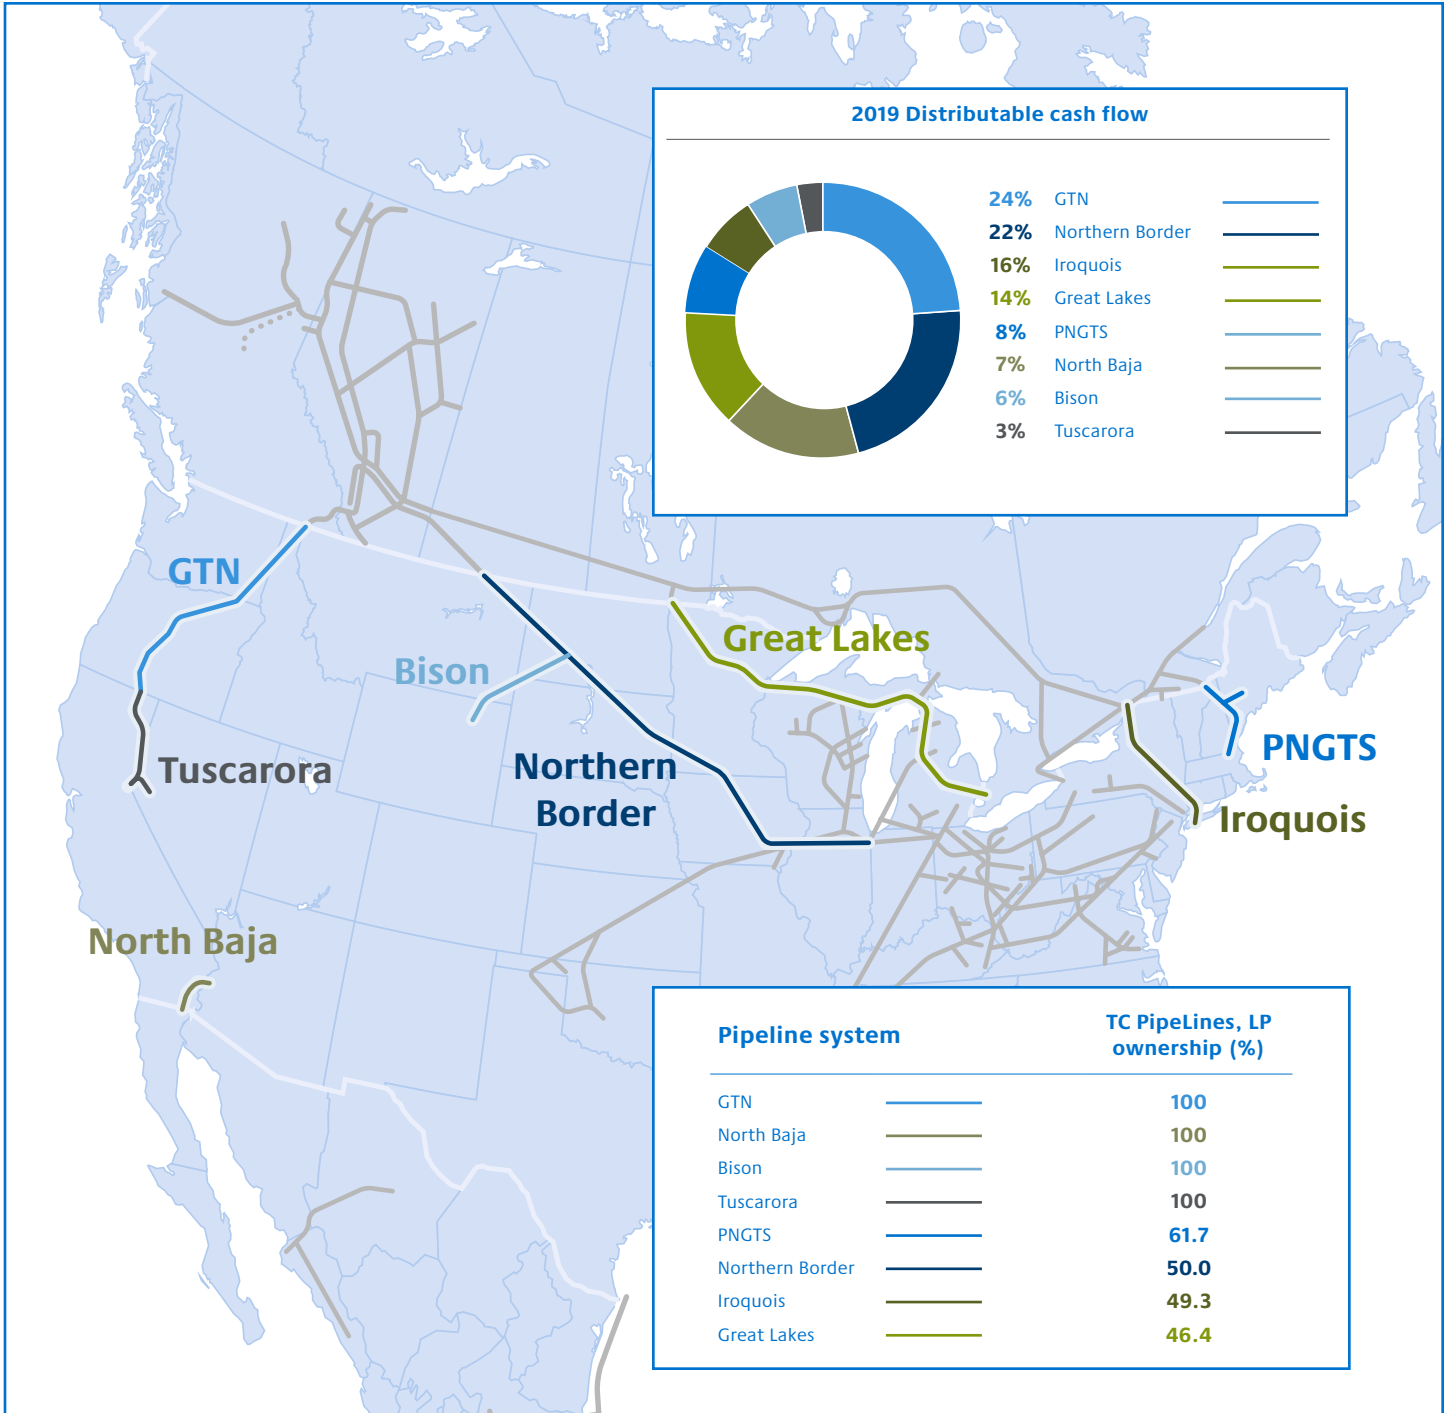 2019 Distributable cash flow
24% GTN
22% Northern Border
16% Iroquois
14% Great Lakes
8% PNGTS
7% North Baja
6% Bison
3% Tuscarora
GTN
Great Lakes
Bison
PNGTS
Tuscarora
Northern
Border
Iroquois
North Baja
Pipeline system
TC PipeLines, LP
ownership (%)
GTN 100
North Baja 100
Bison 100
Tuscarora 100
PNGTS 61.7
Northern Border 50.0
Iroquois 49.3
Great Lakes 46.4